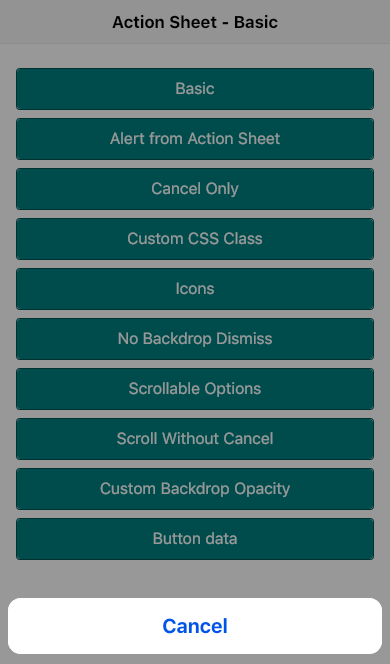 Action Sheet - Basic
Basic
Alert from Action Sheet
Cancel Only
Custom CSS Class
Icons
No Backdrop Dismiss
Scrollable Options
Scroll Without Cancel
Custom Backdrop Opacity
Button data
Cancel